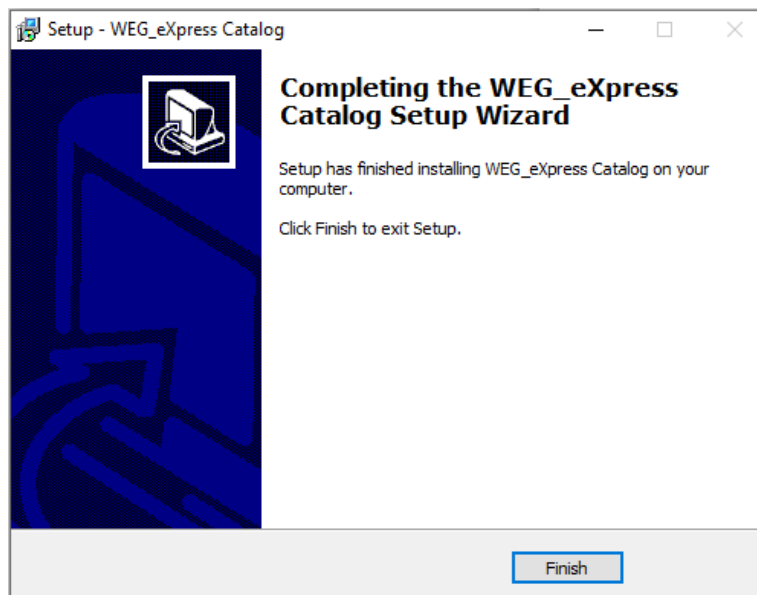 Setup - WEG_eXpress Catalog
Completing the WEG_eXpress
Catalog Setup Wizard
Setup has finished installing WEG_eXpress Catalog on your
computer.
Click Finish to exit Setup.
Finish